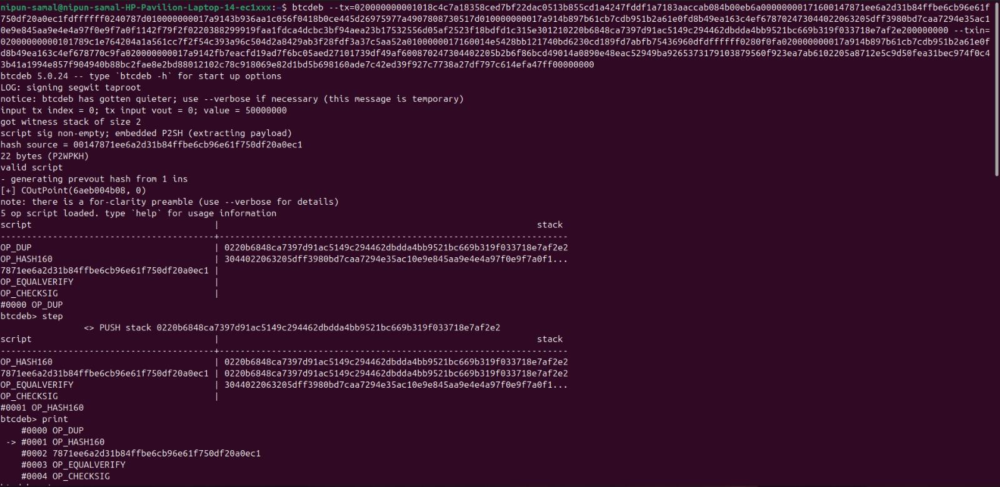 nipun-samal@nipun-samal-HP-Pavilion-Laptop-14-ec1xxx:~$ btcdeb --tx=020000000001018c4c7a18358ced7bf22dac0513b855cd1a4247fddf1a7183aaccab084b00eb6a00000000171600147871ee6a2d31b84ffbe6cb96e61f
750df20a0ec1fdffffff0240787d010000000017a9143b936aa1c056f0418b0ce445d26975977a4907808730517d010000000017a914b897b61cb7cdb951b2a61e0fd8b49ea163c4ef678702473044022063205dff3980bd7caa7294e35ac1
0e9e845aa9e4e4a97f0e9f7a0f1142f79f2f0220388299919faa1fdca4dcbc3bf94aea23b17532556d05af2523f18bdfd1c315e301210220b6848ca7397d91ac5149c294462dbdda4bb9521bc669b319f033718e7af2e200000000 --txin=
02000000000101789c1e764204a1a561cc7f2f54c393a96c504d2a8429ab3f28fdf3a37c5aa52a0100000017160014e5428bb121740bd6230cd189fd7abfb75436960dfdffffff0280f0fa020000000017a914b897b61cb7cdb951b2a61e0f
d8b49ea163c4ef678770c9fa020000000017a9142fb7eacfd19ad7f6bc05aed27101739df49af600870247304402205b2b6f86bcd49014a0890e48eac52949ba9265373179103879560f923ea7ab6102205a8712e5c9d50fea31bec974f0c4
3b41a1994e857f904940b88bc2fae8e2bd88012102c78c918069e82d1bd5b698160ade7c42ed39f927c7738a27df797c614efa47ff00000000
btcdeb 5.0.24 -- type `btcdeb -h` for start up options
LOG: signing segwit taproot
notice: btcdeb has gotten quieter; use --verbose if necessary (this message is temporary)
input tx index = 0; tx input vout = 0; value = 50000000
got witness stack of size 2
script sig non-empty; embedded P2SH (extracting payload)
hash source = 00147871ee6a2d31b84ffbe6cb96e61f750df20a0ec1
22 bytes (P2WPKH)
valid script
- generating prevout hash from 1 ins
[+] COutPoint(6aeb004b08, 0)
note: there is a for-clarity preamble (use --verbose for details)
5 op script loaded. type `help` for usage information
script | stack
-----------------------------------------+-------------------------------------------------------------------
OP_DUP | 0220b6848ca7397d91ac5149c294462dbdda4bb9521bc669b319f033718e7af2e2
OP_HASH160 | 3044022063205dff3980bd7caa7294e35ac10e9e845aa9e4e4a97f0e9f7a0f1...
7871ee6a2d31b84ffbe6cb96e61f750df20a0ec1 |
OP_EQUALVERIFY |
OP_CHECKSIG |
#0000 OP_DUP
btcdeb> step
<> PUSH stack 0220b6848ca7397d91ac5149c294462dbdda4bb9521bc669b319f033718e7af2e2
script | stack
-----------------------------------------+-------------------------------------------------------------------
OP_HASH160 | 0220b6848ca7397d91ac5149c294462dbdda4bb9521bc669b319f033718e7af2e2
7871ee6a2d31b84ffbe6cb96e61f750df20a0ec1 | 0220b6848ca7397d91ac5149c294462dbdda4bb9521bc669b319f033718e7af2e2
OP_EQUALVERIFY | 3044022063205dff3980bd7caa7294e35ac10e9e845aa9e4e4a97f0e9f7a0f1...
OP_CHECKSIG |
#0001 OP_HASH160
btcdeb> print
#0000 OP_DUP
-> #0001 OP_HASH160
#0002 7871ee6a2d31b84ffbe6cb96e61f750df20a0ec1
#0003 OP_EQUALVERIFY
#0004 OP_CHECKSIG